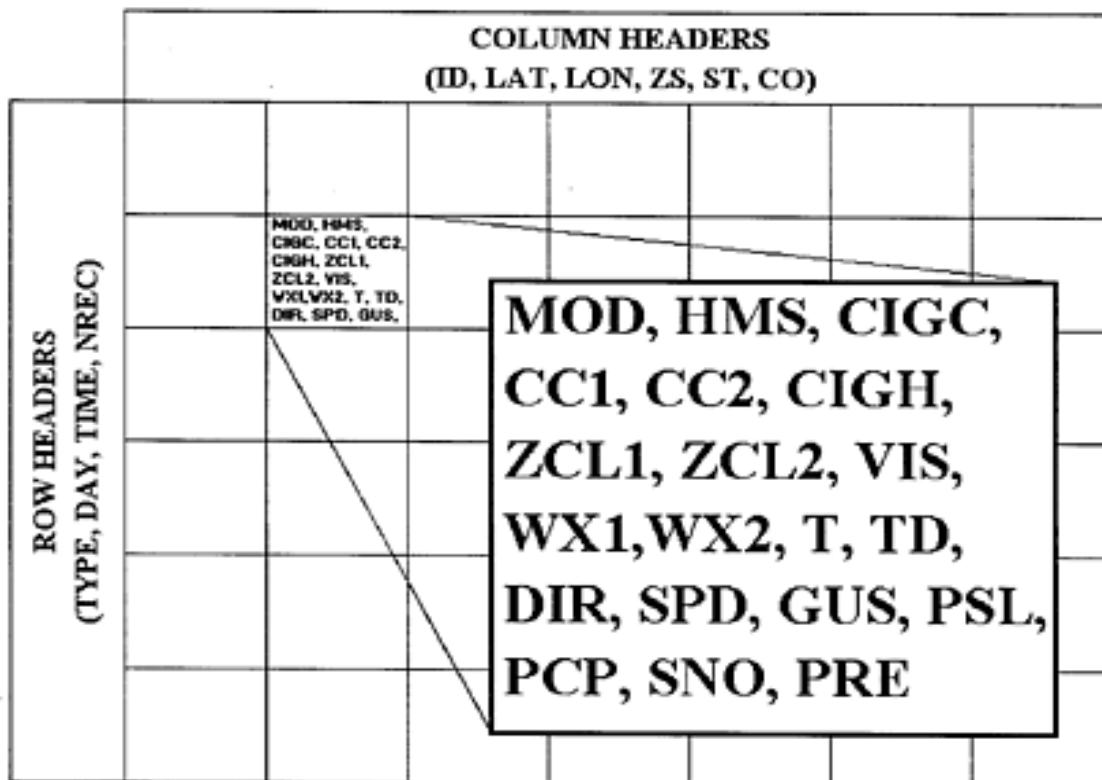 COLUMN HEADERS
(ID, LAT, LON, ZS, ST, CO)
ROW HEADERS
(TYPE, DAY, TIME, NREC)
MOD, HMS,
CIGC, CC1, CC2,
CIGH, ZCL1,
ZCL2, VIS,
WX1,WX2, T, TD,
DIR, SPD, GUS,
MOD, HMS, CIGC,
CC1, CC2, CIGH,
ZCL1, ZCL2, VIS,
WX1,WX2, T, TD,
DIR, SPD, GUS, PSL,
PCP, SNO, PRE